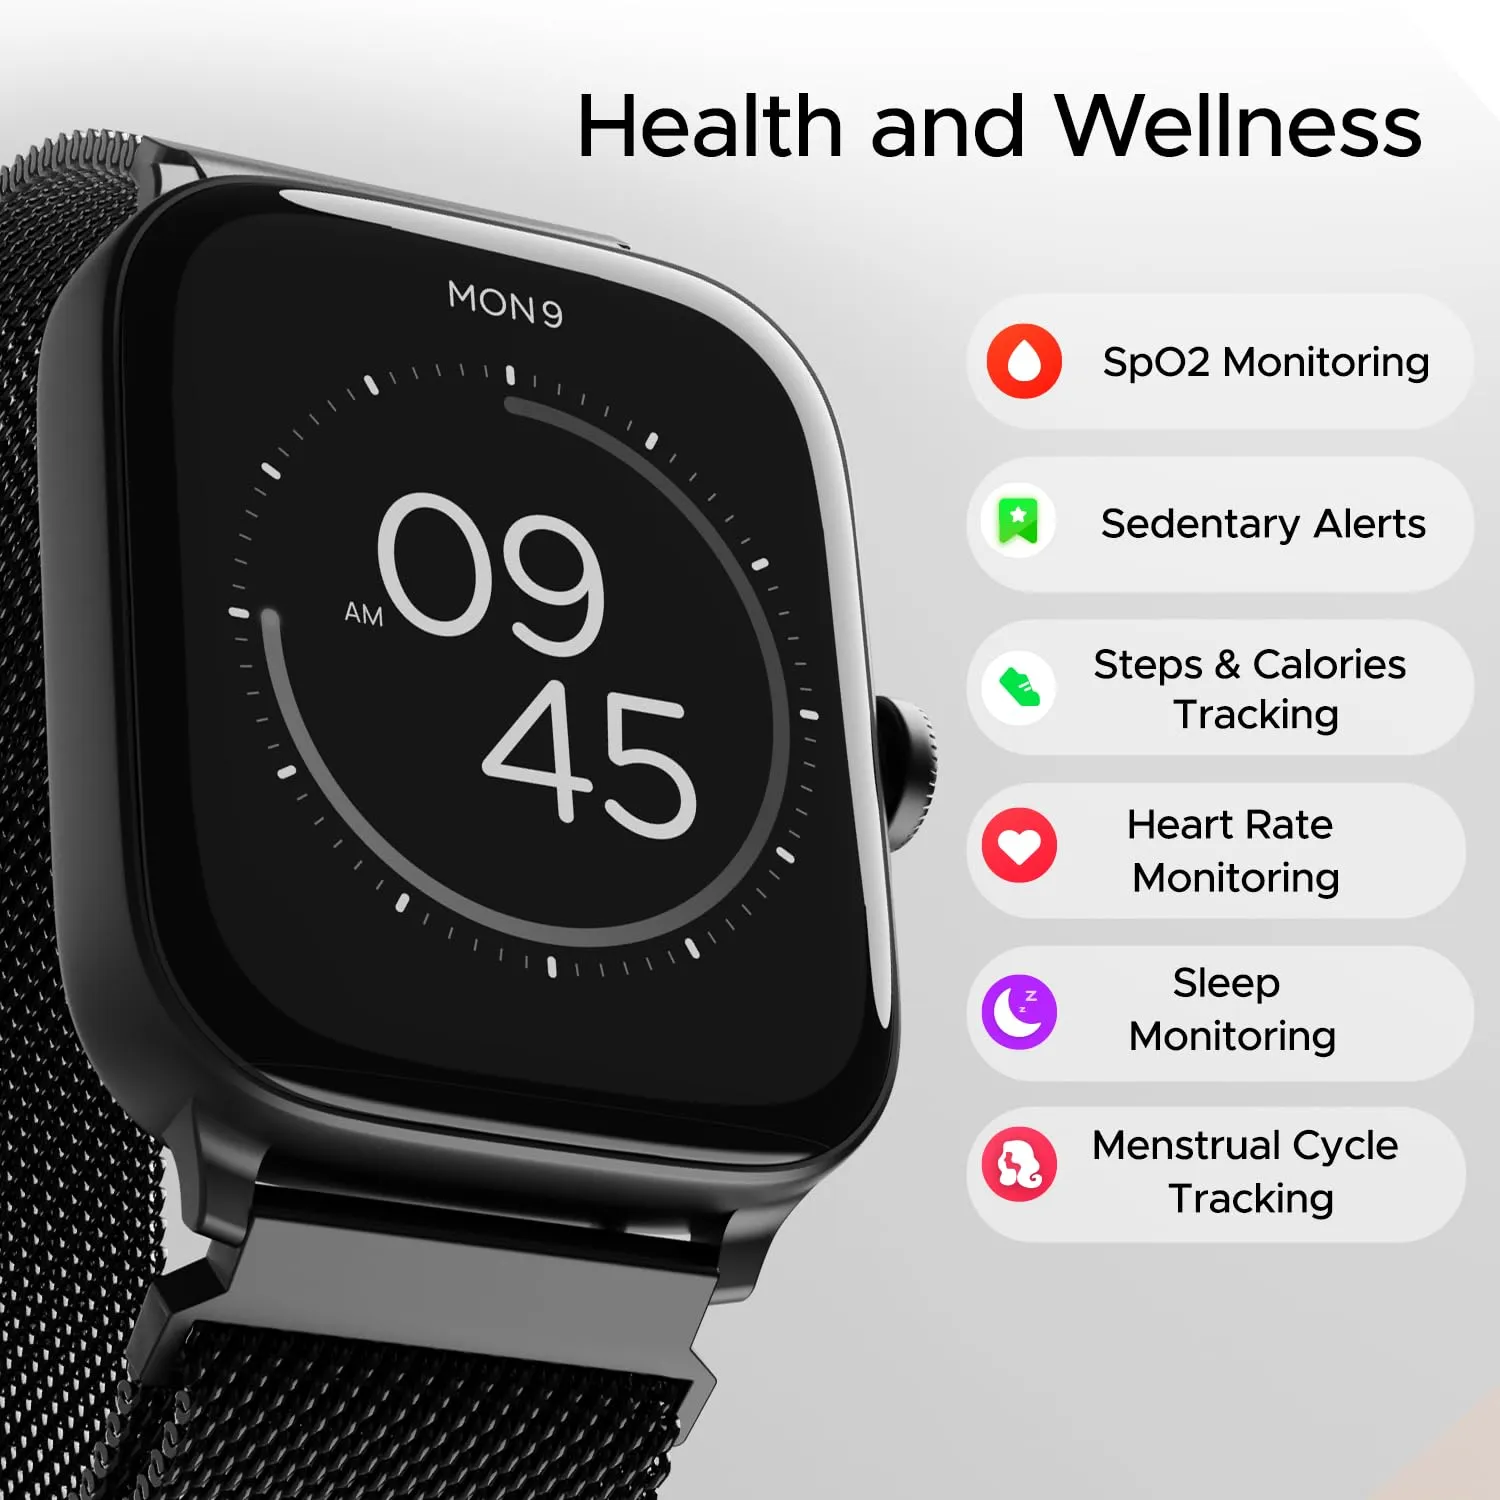 Health and Wellness
MON 9
AM 09
45
SpO2 Monitoring
Sedentary Alerts
Steps & Calories
Tracking
Heart Rate
Monitoring
Sleep
Monitoring
z
z
Menstrual Cycle
Tracking